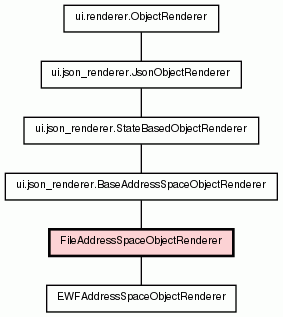 ui.renderer.ObjectRenderer
ui.json_renderer.JsonObjectRenderer
ui.json_renderer.StateBasedObjectRenderer
ui.json_renderer.BaseAddressSpaceObjectRenderer
FileAddressSpaceObjectRenderer
EWFAddressSpaceObjectRenderer